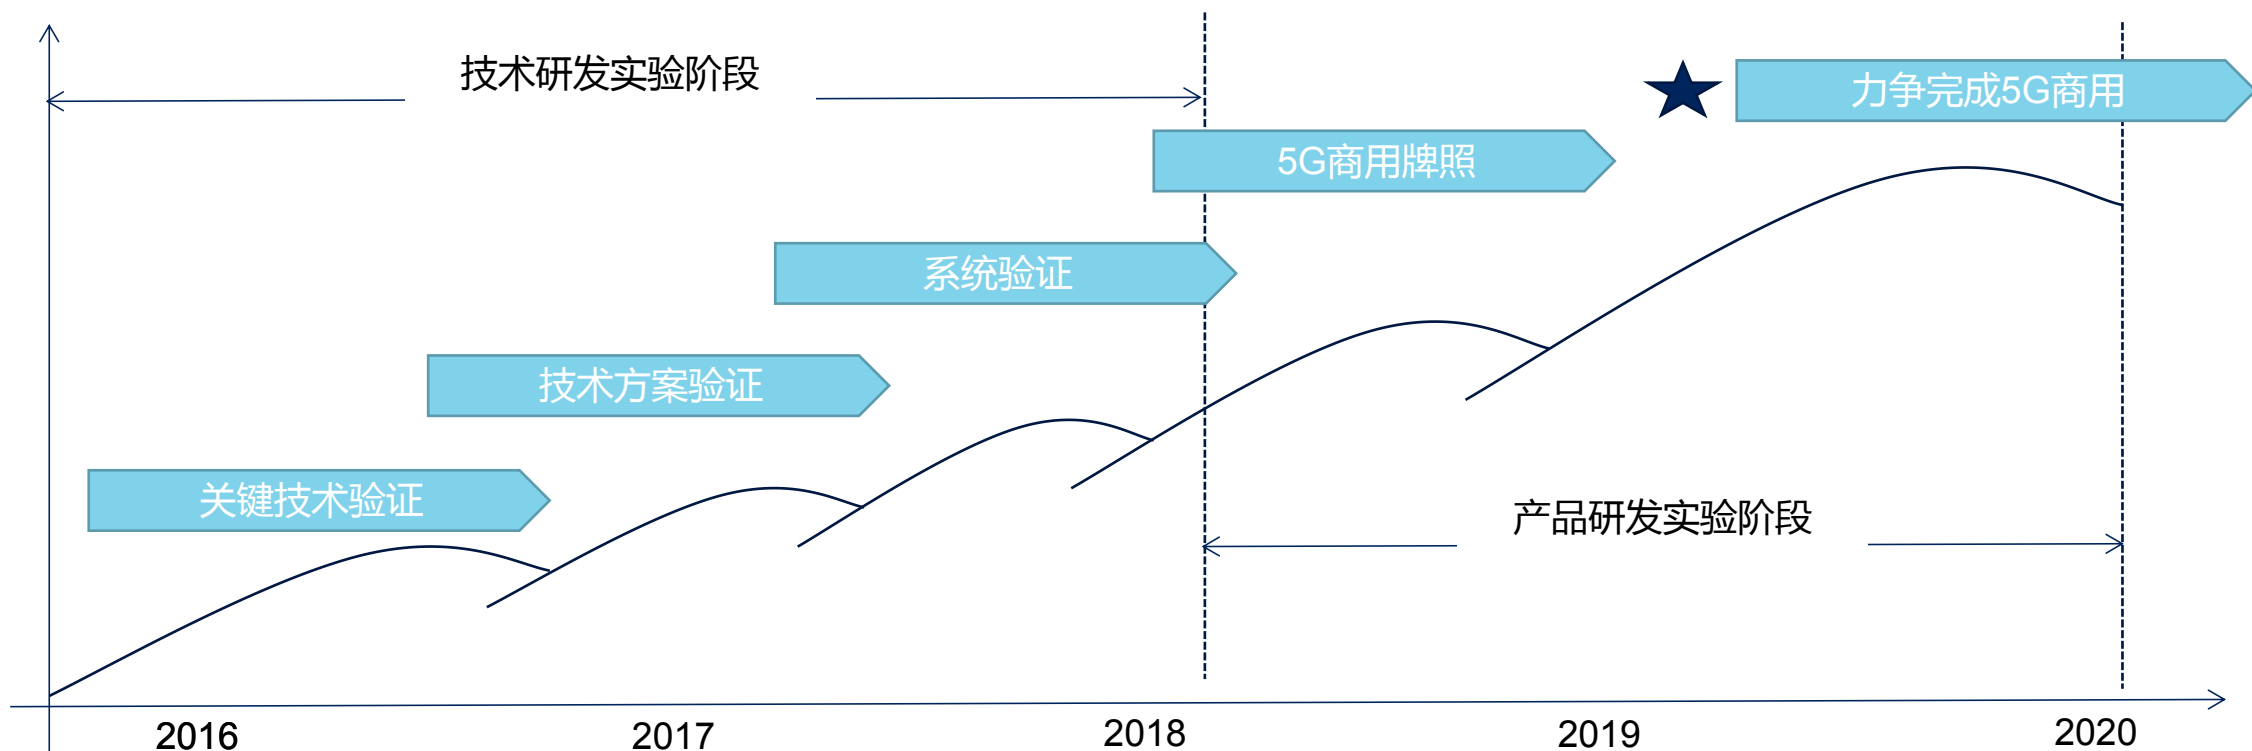 技术研发实验阶段
力争完成5G商用
5G商用牌照
系统验证
技术方案验证
关键技术验证
产品研发实验阶段
2016
2017
2018
2019
2020